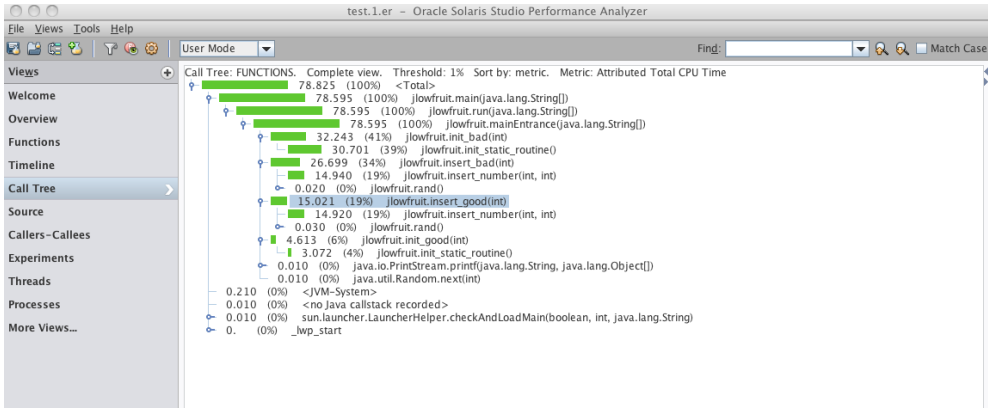 test.1.er – Oracle Solaris Studio Performance Analyzer
File Views Tools Help
User Mode Find: Match Case
Views
Welcome
Overview
Functions
Timeline
Call Tree
Source
Callers-Callees
Experiments
Threads
Processes
More Views...
Call Tree: FUNCTIONS. Complete view. Threshold: 1% Sort by: metric. Metric: Attributed Total CPU Time
78.825 (100%) <Total>
78.595 (100%) jlowfruit.main(java.lang.String[])
78.595 (100%) jlowfruit.run(java.lang.String[])
78.595 (100%) jlowfruit.mainEntrance(java.lang.String[])
32.243 (41%) jlowfruit.init_bad(int)
30.701 (39%) jlowfruit.init_static_routine()
26.699 (34%) jlowfruit.insert_bad(int)
14.940 (19%) jlowfruit.insert_number(int, int)
0.020 (0%) jlowfruit.rand()
15.021 (19%) jlowfruit.insert_good(int)
14.920 (19%) jlowfruit.insert_number(int, int)
0.030 (0%) jlowfruit.rand()
4.613 (6%) jlowfruit.init_good(int)
3.072 (4%) jlowfruit.init_static_routine()
0.010 (0%) java.io.PrintStream.printf(java.lang.String, java.lang.Object[])
0.010 (0%) java.util.Random.next(int)
0.210 (0%) <JVM-System>
0.010 (0%) <no Java callstack recorded>
0.010 (0%) sun.launcher.LauncherHelper.checkAndLoadMain(boolean, int, java.lang.String)
0. (0%) _lwp_start